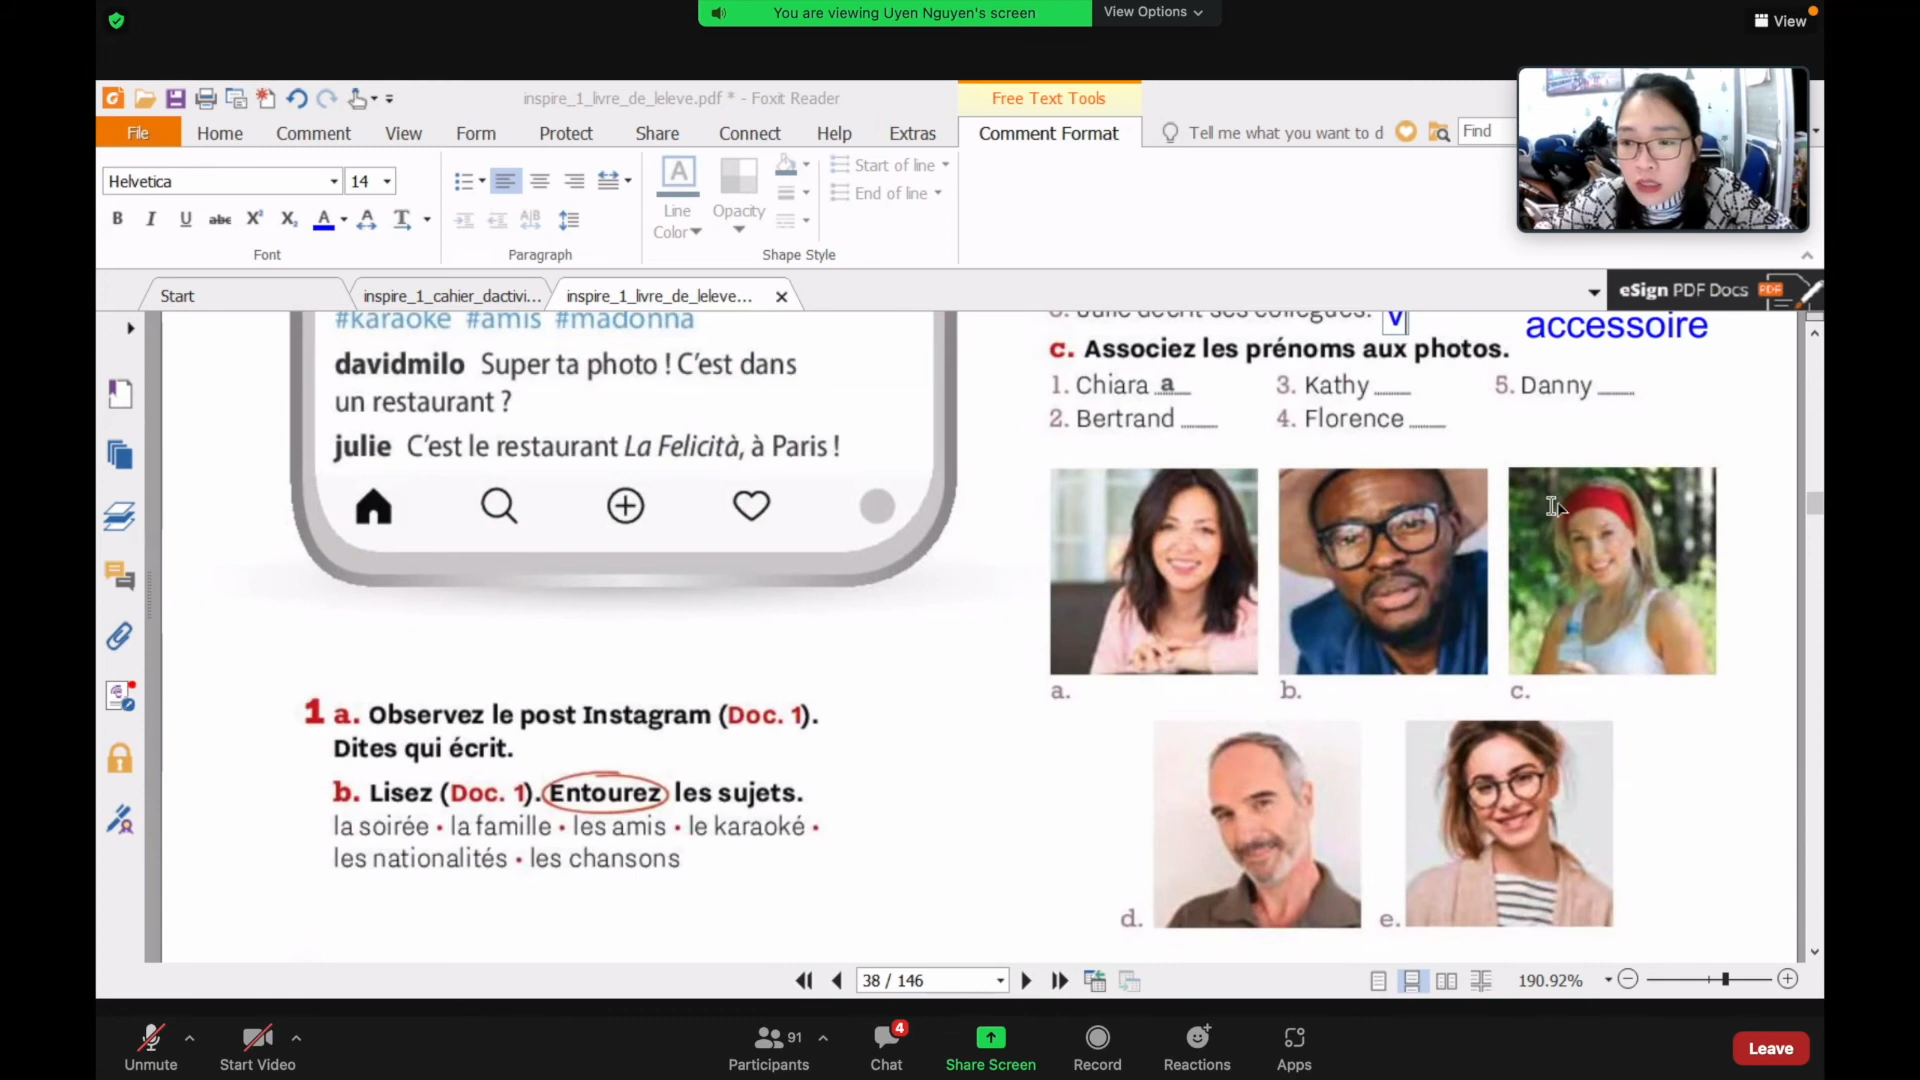 You are viewing Uyen Nguyen's screen
View Options
View
inspire_1_livre_de_leleve.pdf * - Foxit Reader
Free Text Tools
File
Home
Comment
View
Form
Protect
Share
Connect
Help
Extras
Comment Format
Tell me what you want to d
Find
Helvetica
14
Start of line
End of line
Line
Color
Opacity
Font
Paragraph
Shape Style
Start
inspire_1_cahier_dactivi...
inspire_1_livre_de_leleve...
eSign PDF Docs
PDF
#karaoke #amis #madonna
davidmilo Super ta photo ! C'est dans
un restaurant ?
julie C'est le restaurant La Felicità, à Paris !
1 a. Observez le post Instagram (Doc. 1).
Dites qui écrit.
b. Lisez (Doc. 1). Entourez les sujets.
la soirée • la famille • les amis • le karaoké •
les nationalités • les chansons
Julie décrit ses collègues. V
accessoire
c. Associez les prénoms aux photos.
1. Chiara a
3. Kathy
5. Danny
2. Bertrand
4. Florence
a.
b.
c.
d.
e.
38 / 146
190.92%
Unmute
Start Video
91
Participants
4
Chat
Share Screen
Record
Reactions
Apps
Leave